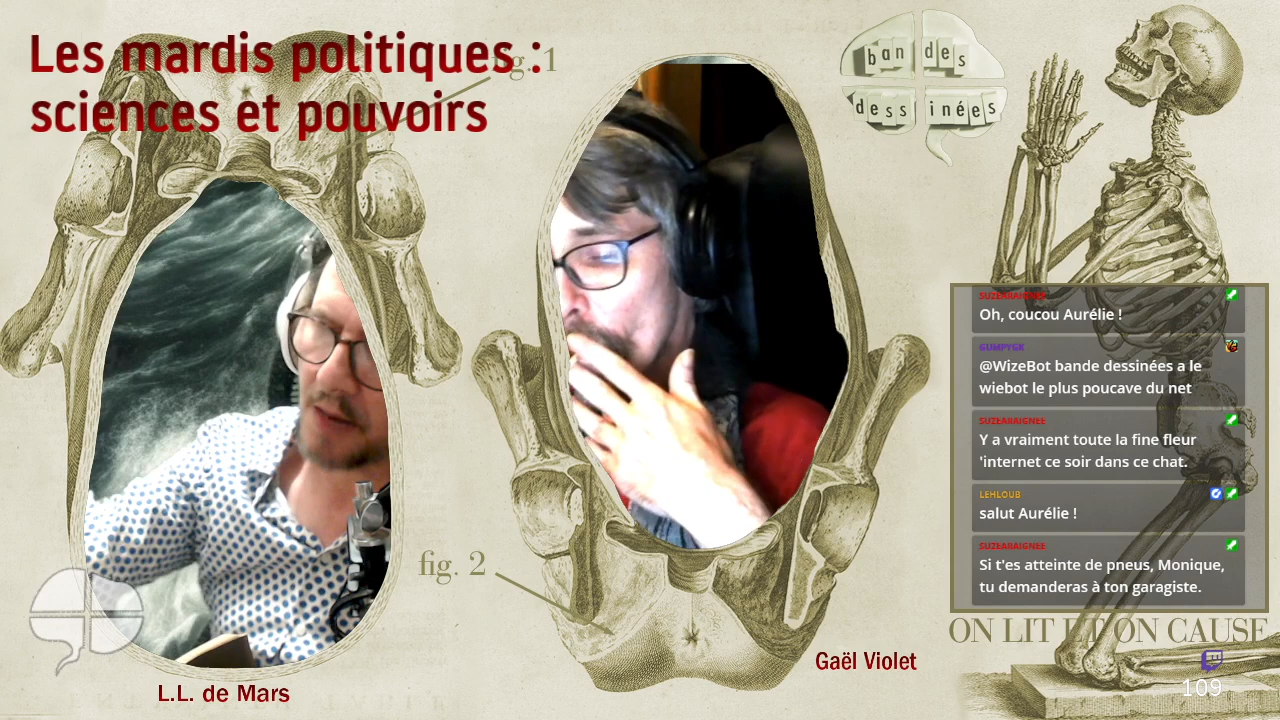 Les mardis politiques :
sciences et pouvoirs
fig. 1
ban des
dess inées
SUZEARAIGNEE
Oh, coucou Aurélie !
GUMPYGK
@WizeBot bande dessinées a le
wiebot le plus poucave du net
SUZEARAIGNEE
Y a vraiment toute la fine fleur
'internet ce soir dans ce chat.
LEHLOUB
salut Aurélie !
SUZEARAIGNEE
Si t'es atteinte de pneus, Monique,
tu demanderas à ton garagiste.
fig. 2
ON LIT ET ON CAUSE
Gaël Violet
109
L.L. de Mars